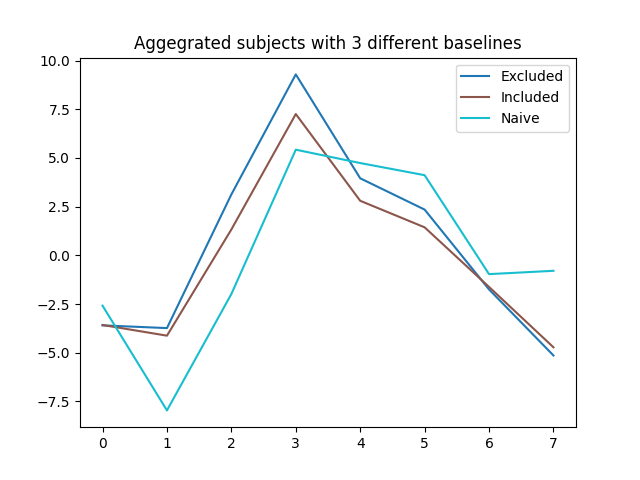 Aggegrated subjects with 3 different baselines
10.0
7.5
5.0
2.5
0.0
−2.5
−5.0
−7.5
Excluded
Included
Naive
0 1 2 3 4 5 6 7